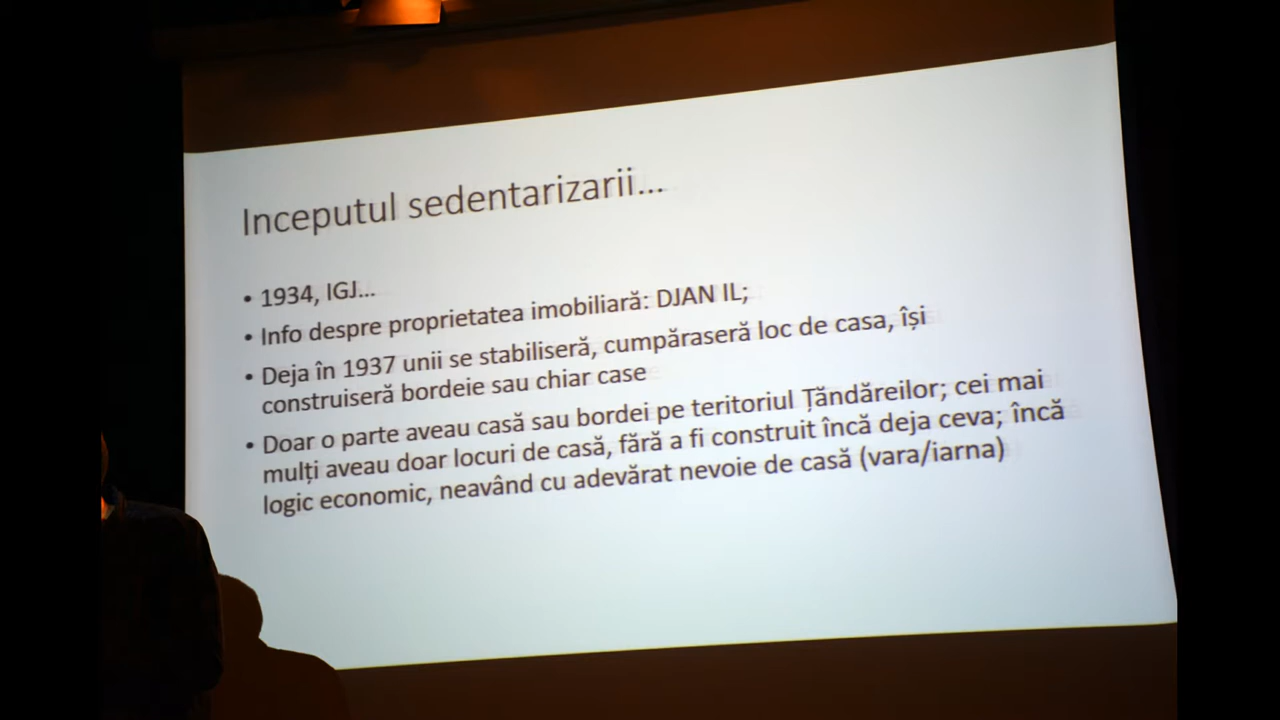 Inceputul sedentarizarii...
• 1934, IGJ...
• Info despre proprietatea imobiliară: DJAN IL;
• Deja în 1937 unii se stabiliseră, cumpăraseră loc de casa, își
construiseră bordeie sau chiar case
• Doar o parte aveau casă sau bordei pe teritoriul Țăndăreilor; cei mai
mulți aveau doar locuri de casă, fără a fi construit încă deja ceva; încă
logic economic, neavând cu adevărat nevoie de casă (vara/iarna)